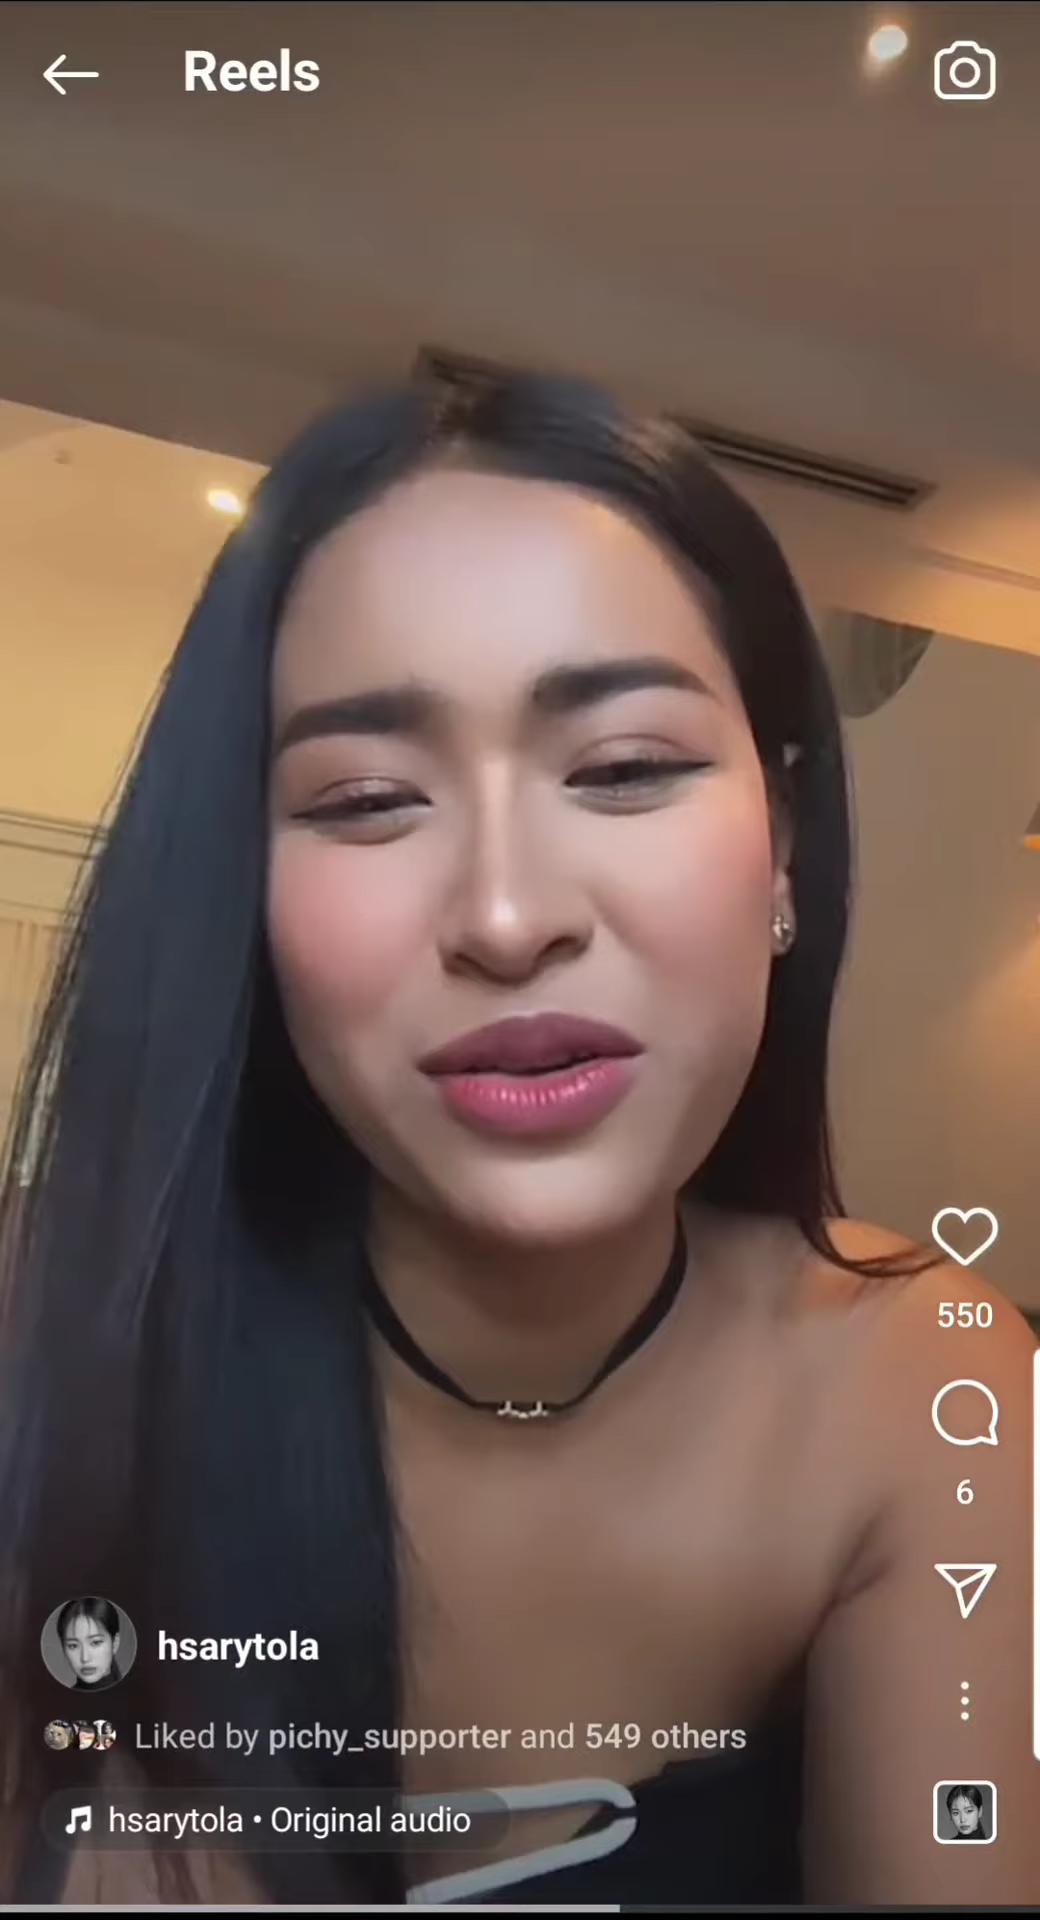 Reels
550
6
hsarytola
Liked by pichy_supporter and 549 others
hsarytola • Original audio